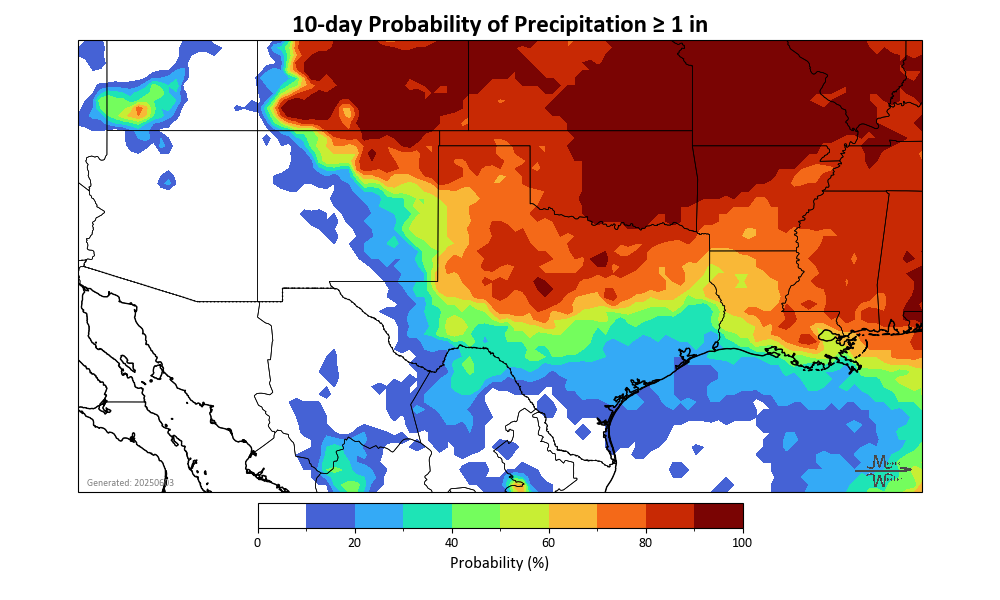 10-day Probability of Precipitation ≥ 1 in
Generated: 20250603
0 20 40 60 80 100
Probability (%)